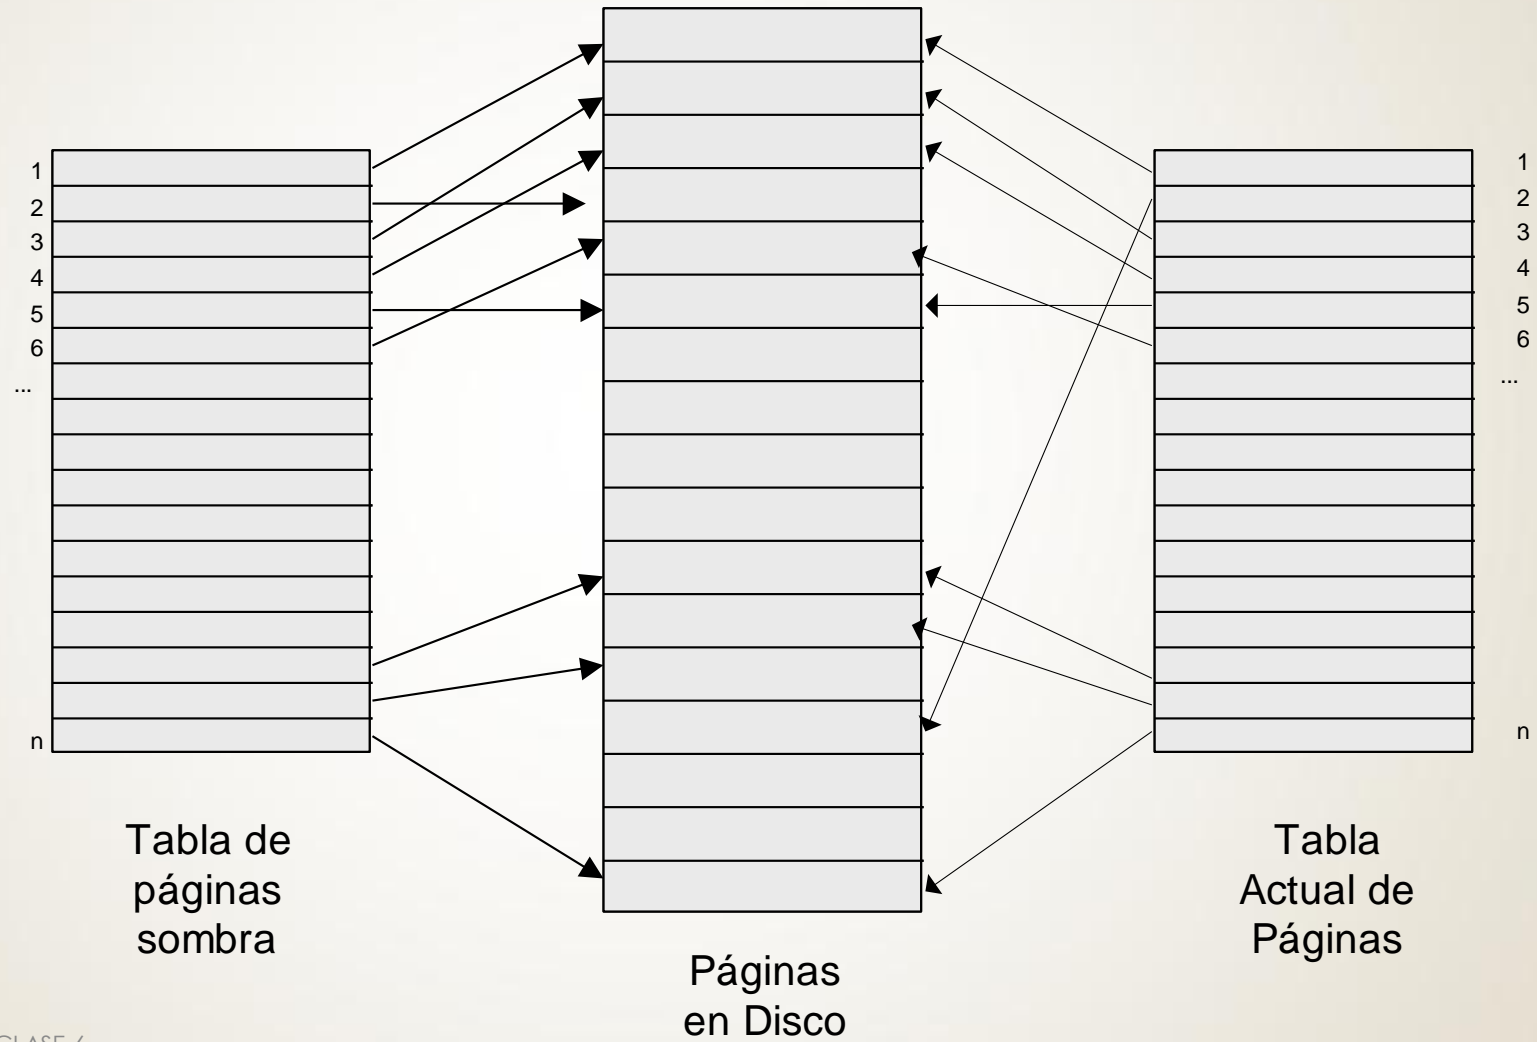 1
2
3
4
5
6
...
n
Tabla de
páginas
sombra
Páginas
en Disco
1
2
3
4
5
6
...
n
Tabla
Actual de
Páginas